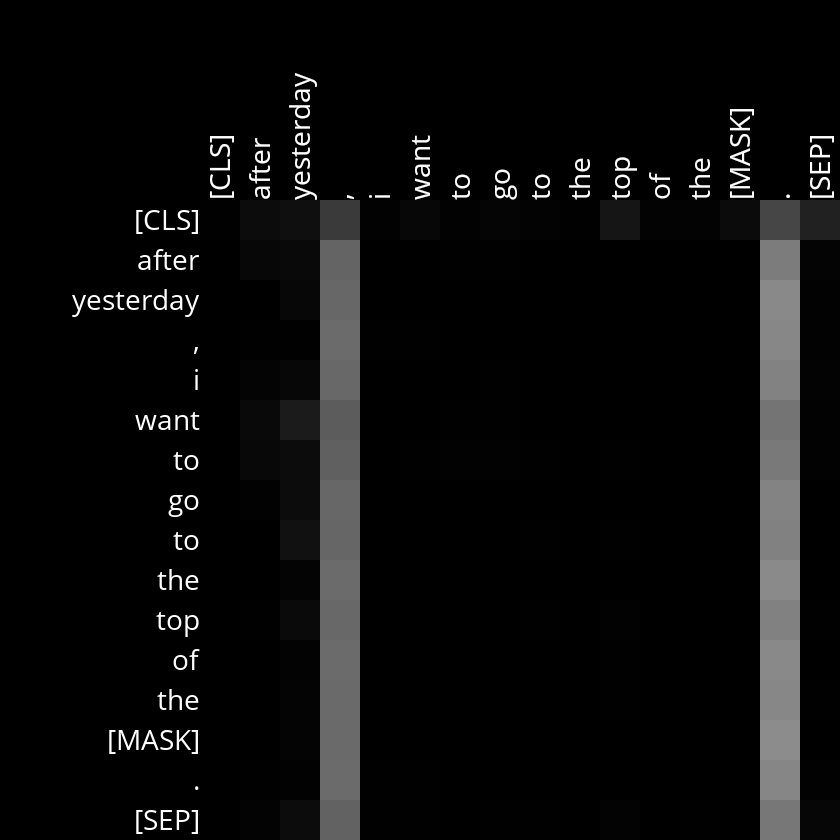 [CLS] after yesterday , i want to go to the top of the [MASK] . [SEP]
[CLS]
after
yesterday
,
i
want
to
go
to
the
top
of
the
[MASK]
.
[SEP]